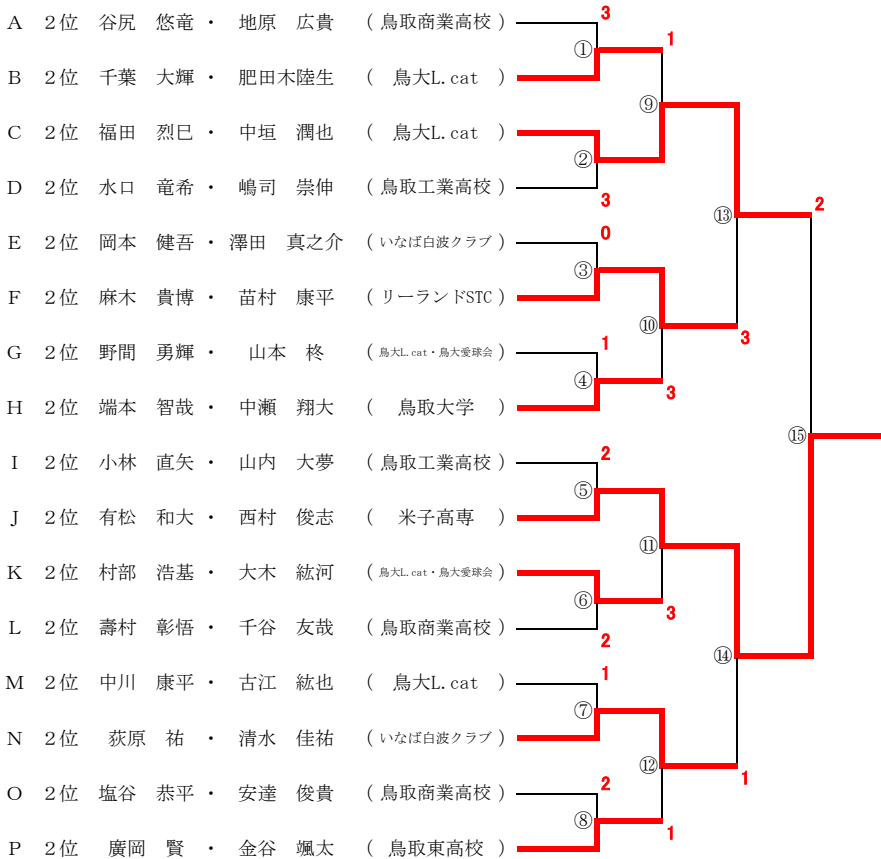 A 2位 谷尻 悠竜 ・ 地原 広貴 ( 鳥取商業高校 ) 3
① 1
B 2位 千葉 大輝 ・ 肥田木陸生 ( 鳥大L.cat )
⑨
C 2位 福田 烈巳 ・ 中垣 潤也 ( 鳥大L.cat )
②
D 2位 水口 竜希 ・ 嶋司 崇伸 ( 鳥取工業高校 ) 3
⑬ 2
E 2位 岡本 健吾 ・ 澤田 真之介 ( いなば白波クラブ ) 0
③
F 2位 麻木 貴博 ・ 苗村 康平 ( リーランドSTC )
⑩ 3
G 2位 野間 勇輝 ・ 山本 柊 ( 鳥大L.cat・鳥大愛球会 ) 1
④ 3
H 2位 端本 智哉 ・ 中瀬 翔大 ( 鳥取大学 )
⑮
I 2位 小林 直矢 ・ 山内 大夢 ( 鳥取工業高校 ) 2
⑤
J 2位 有松 和大 ・ 西村 俊志 ( 米子高専 )
⑪
K 2位 村部 浩基 ・ 大木 紘河 ( 鳥大L.cat・鳥大愛球会 )
⑥ 3
L 2位 壽村 彰悟 ・ 千谷 友哉 ( 鳥取商業高校 ) 2
⑭
M 2位 中川 康平 ・ 古江 紘也 ( 鳥大L.cat ) 1
⑦
N 2位 荻原 祐 ・ 清水 佳祐 ( いなば白波クラブ )
⑫ 1
O 2位 塩谷 恭平 ・ 安達 俊貴 ( 鳥取商業高校 ) 2
⑧ 1
P 2位 廣岡 賢 ・ 金谷 颯太 ( 鳥取東高校 )